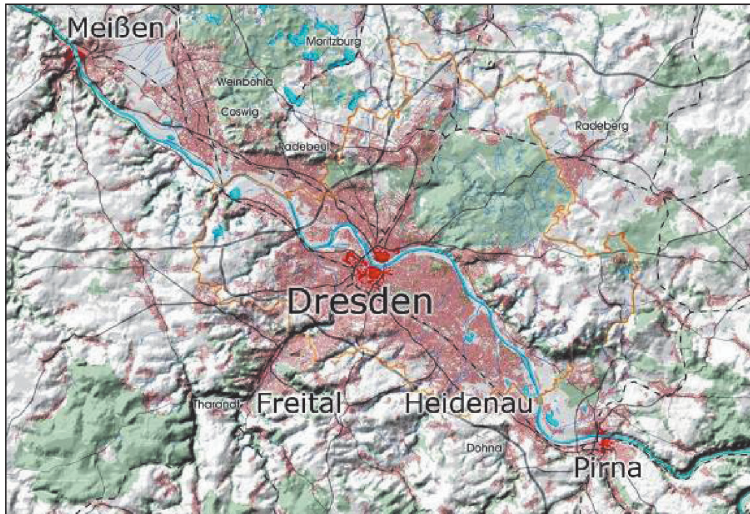 Meißen
Moritzburg
Weinböhla
Coswig
Radebeul
Radeberg
Dresden
Tharandt
Freital
Heidenau
Dohna
Pirna